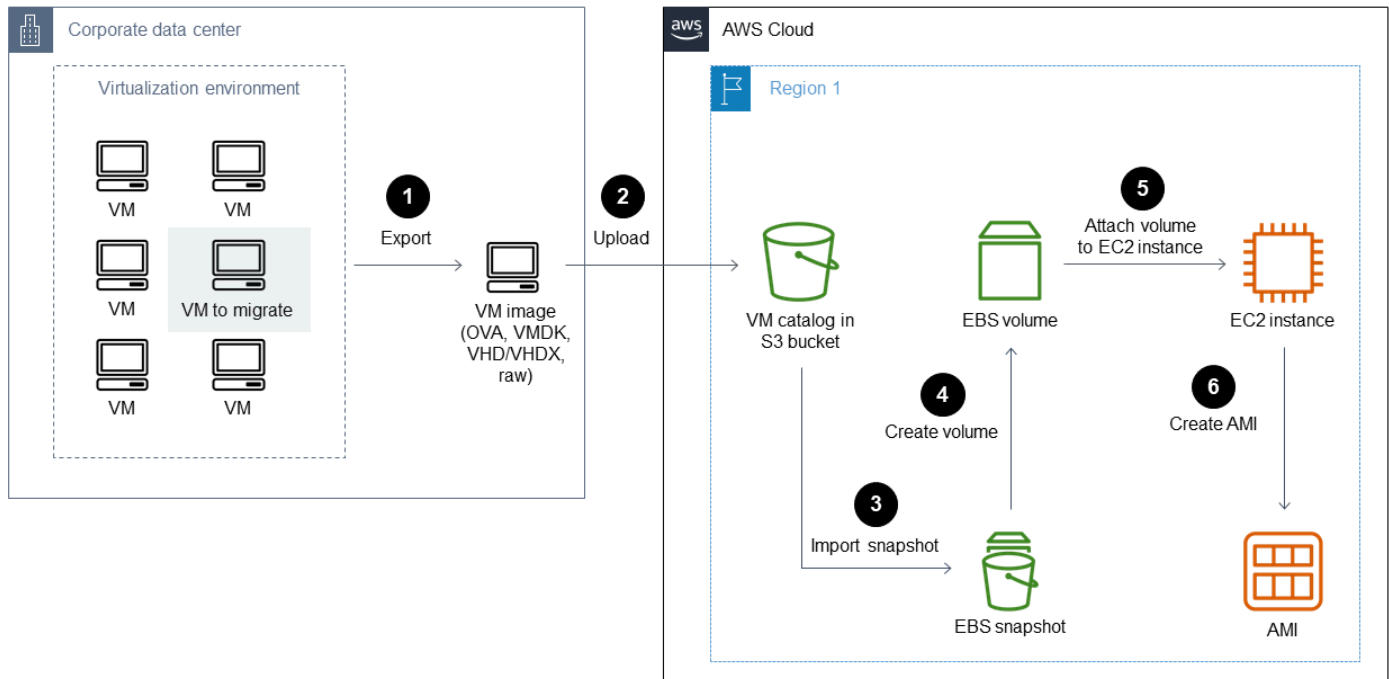 Corporate data center
Virtualization environment
VM
VM
VM
VM to migrate
VM
VM
1
Export
VM image
(OVA, VMDK,
VHD/VHDX,
raw)
2
Upload
aws
AWS Cloud
Region 1
VM catalog in
S3 bucket
3
Import snapshot
EBS snapshot
4
Create volume
EBS volume
5
Attach volume
to EC2 instance
EC2 instance
6
Create AMI
AMI